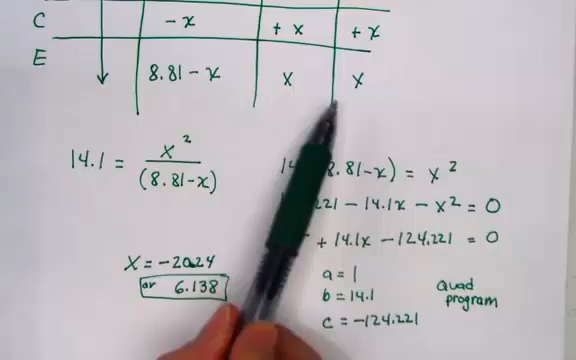 C - x + x + x
E 8.81 - x x x
14.1 = x² / (8.81-x)
8.81-x) = x²
221 - 14.1x - x² = 0
+ 14.1x - 124.221 = 0
x = -20.24
or 6.138
a = 1
b = 14.1
c = -124.221
Quad
program